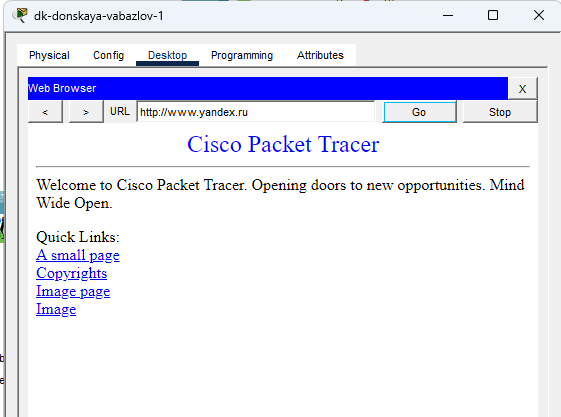 dk-donskaya-vabazlov-1
Physical Config Desktop Programming Attributes
Web Browser X
< > URL http://www.yandex.ru Go Stop
Cisco Packet Tracer
Welcome to Cisco Packet Tracer. Opening doors to new opportunities. Mind
Wide Open.
Quick Links:
A small page
Copyrights
Image page
Image